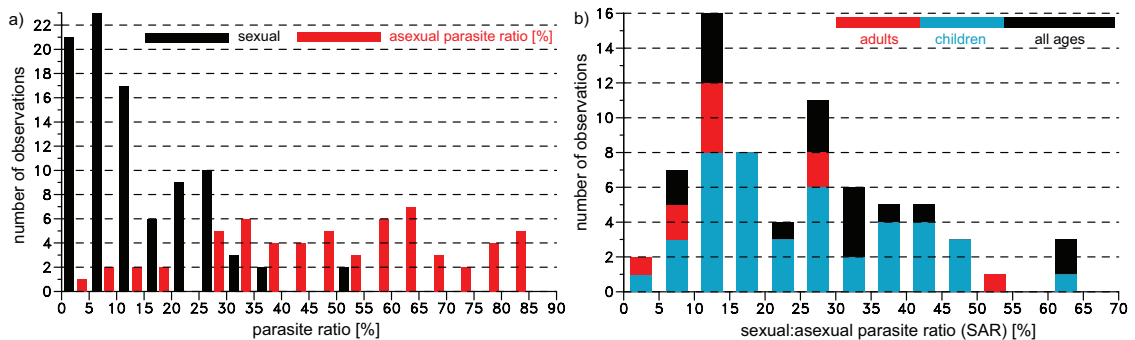 a)
sexual
asexual parasite ratio [%]
number of observations
22
20
18
16
14
12
10
8
6
4
2
0
0 5 10 15 20 25 30 35 40 45 50 55 60 65 70 75 80 85 90
parasite ratio [%]
b)
adults children all ages
number of observations
16
14
12
10
8
6
4
2
0
0 5 10 15 20 25 30 35 40 45 50 55 60 65 70
sexual:asexual parasite ratio (SAR) [%]